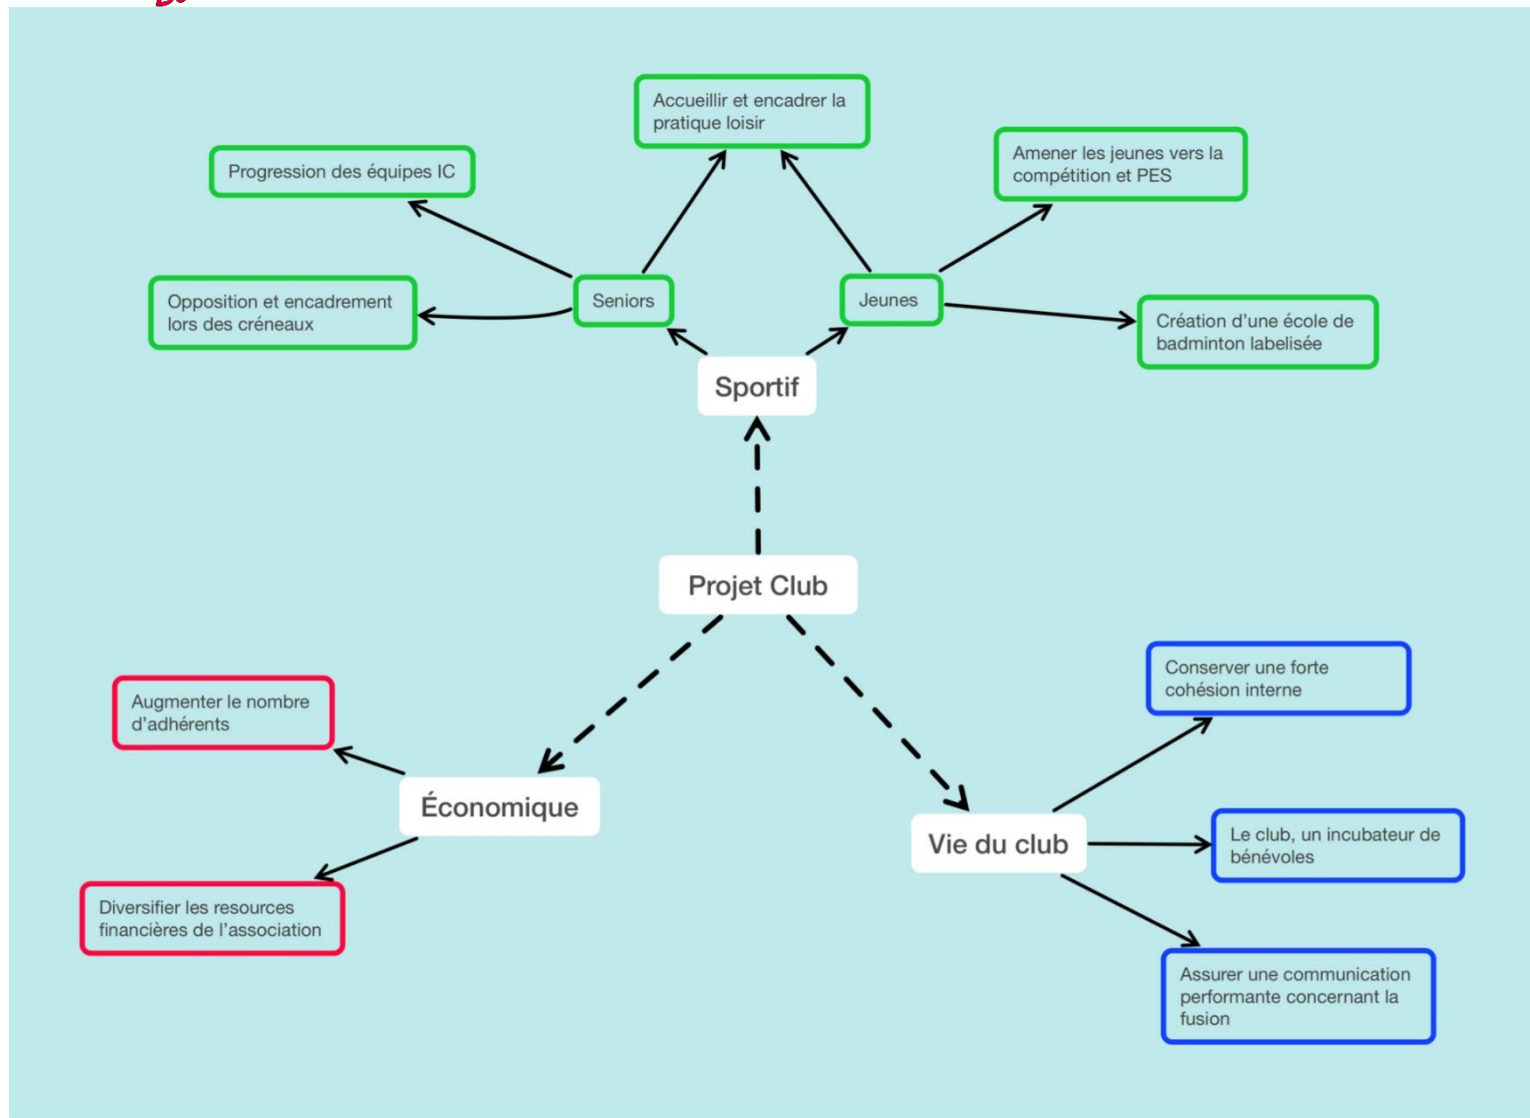 Accueillir et encadrer la
pratique loisir
Progression des équipes IC
Amener les jeunes vers la
compétition et PES
Opposition et encadrement
lors des créneaux
Seniors
Jeunes
Création d’une école de
badminton labelisée
Sportif
Projet Club
Augmenter le nombre
d’adhérents
Économique
Diversifier les resources
financières de l’association
Conserver une forte
cohésion interne
Vie du club
Le club, un incubateur de
bénévoles
Assurer une communication
performante concernant la
fusion